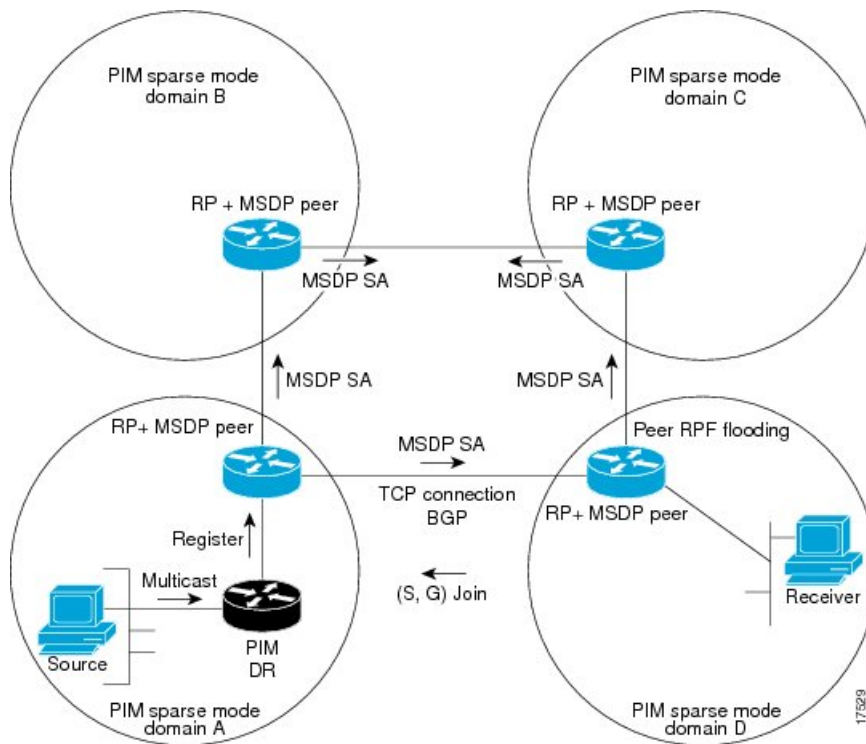 PIM sparse mode
domain B
PIM sparse mode
domain C
RP + MSDP peer
RP + MSDP peer
MSDP SA
MSDP SA
MSDP SA
MSDP SA
RP+ MSDP peer
MSDP SA
Peer RPF flooding
TCP connection
BGP
RP+ MSDP peer
Register
Multicast
(S, G) Join
Receiver
Source
PIM
DR
PIM sparse mode
domain A
PIM sparse mode
domain D
17529